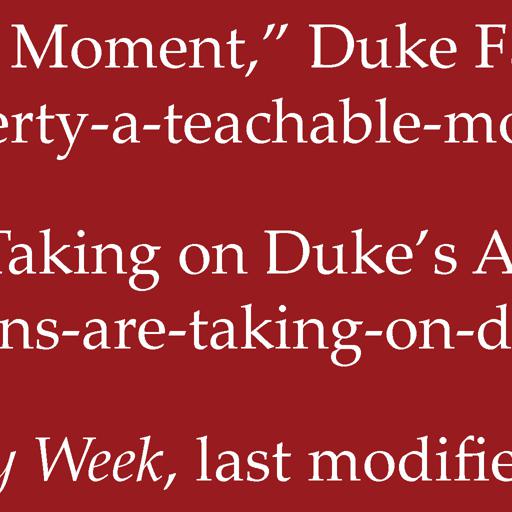 Moment,” Duke F
erty-a-teachable-mo
Taking on Duke’s A
ns-are-taking-on-d
y Week, last modifie